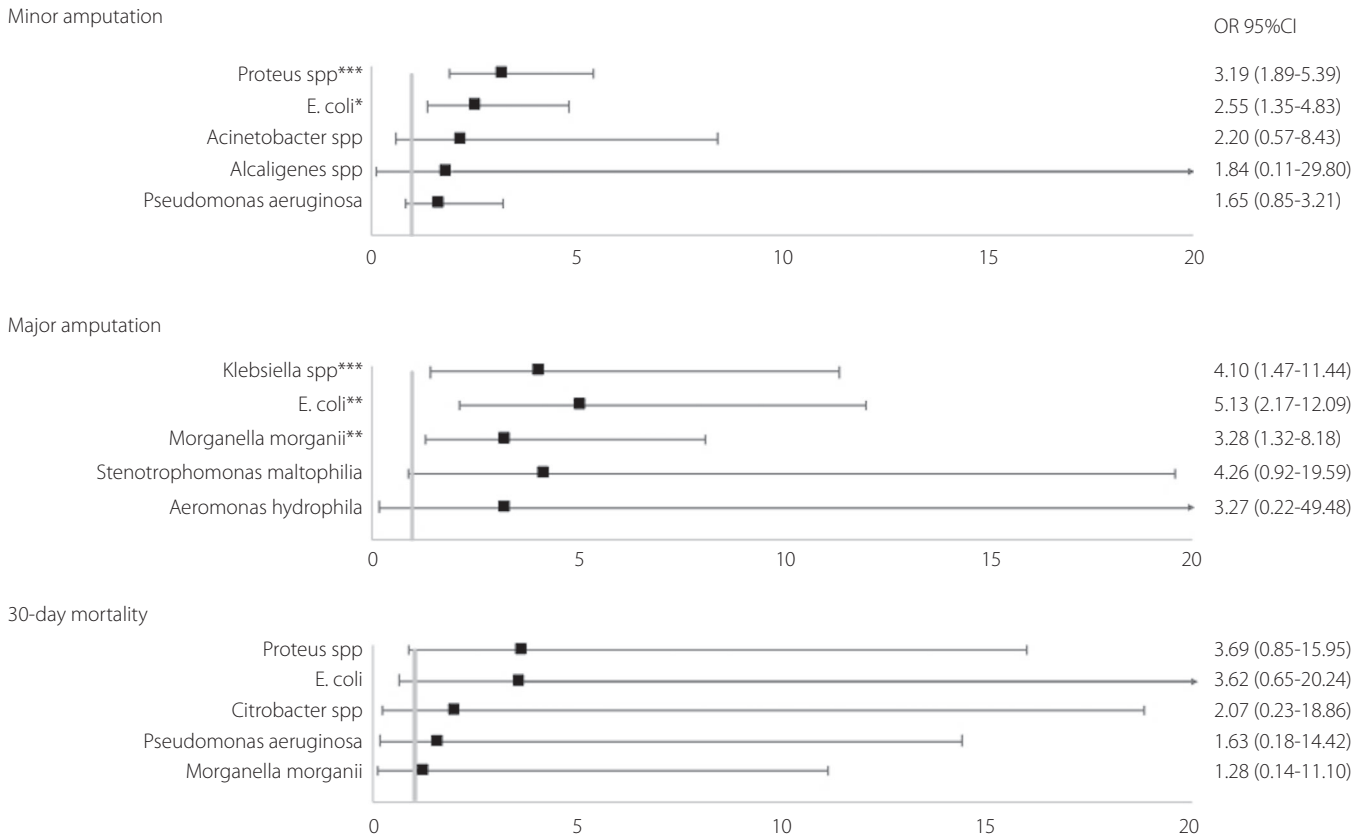 Minor amputation
OR 95%CI
Proteus spp*** 3.19 (1.89-5.39)
E. coli* 2.55 (1.35-4.83)
Acinetobacter spp 2.20 (0.57-8.43)
Alcaligenes spp 1.84 (0.11-29.80)
Pseudomonas aeruginosa 1.65 (0.85-3.21)
0 5 10 15 20
Major amputation
Klebsiella spp*** 4.10 (1.47-11.44)
E. coli** 5.13 (2.17-12.09)
Morganella morganii** 3.28 (1.32-8.18)
Stenotrophomonas maltophilia 4.26 (0.92-19.59)
Aeromonas hydrophila 3.27 (0.22-49.48)
0 5 10 15 20
30-day mortality
Proteus spp 3.69 (0.85-15.95)
E. coli 3.62 (0.65-20.24)
Citrobacter spp 2.07 (0.23-18.86)
Pseudomonas aeruginosa 1.63 (0.18-14.42)
Morganella morganii 1.28 (0.14-11.10)
0 5 10 15 20